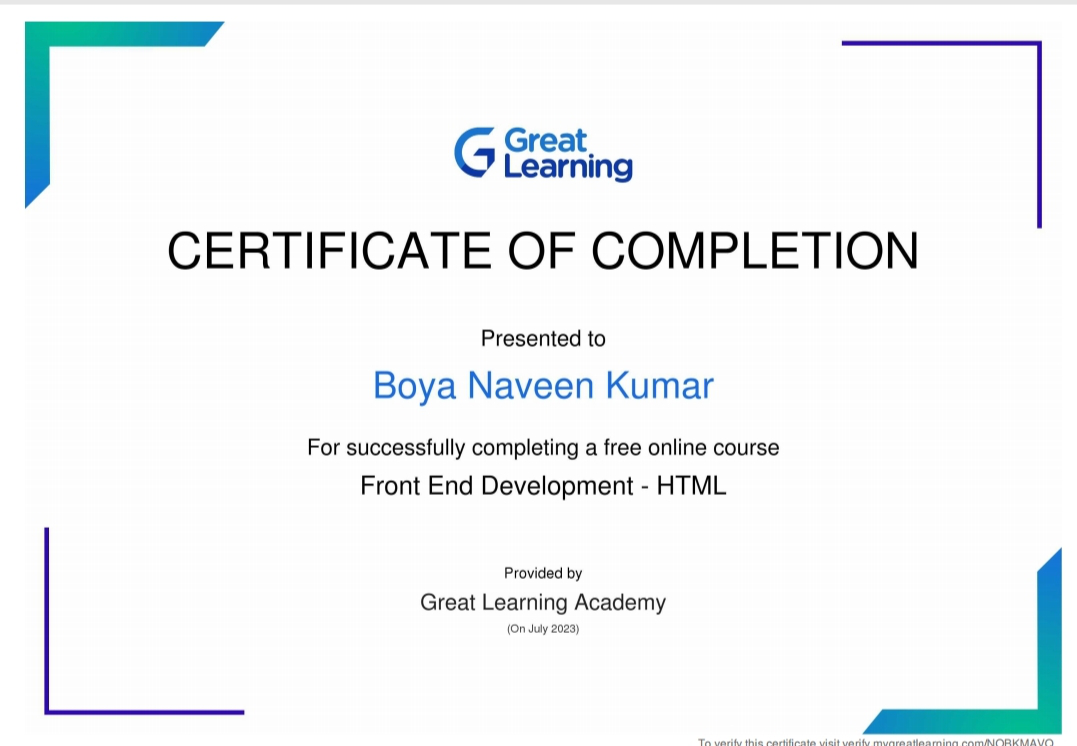 Great
Learning
CERTIFICATE OF COMPLETION
Presented to
Boya Naveen Kumar
For successfully completing a free online course
Front End Development - HTML
Provided by
Great Learning Academy
(On July 2023)
To verify this certificate visit verify.mygreatlearning.com/NQBKMAVQ